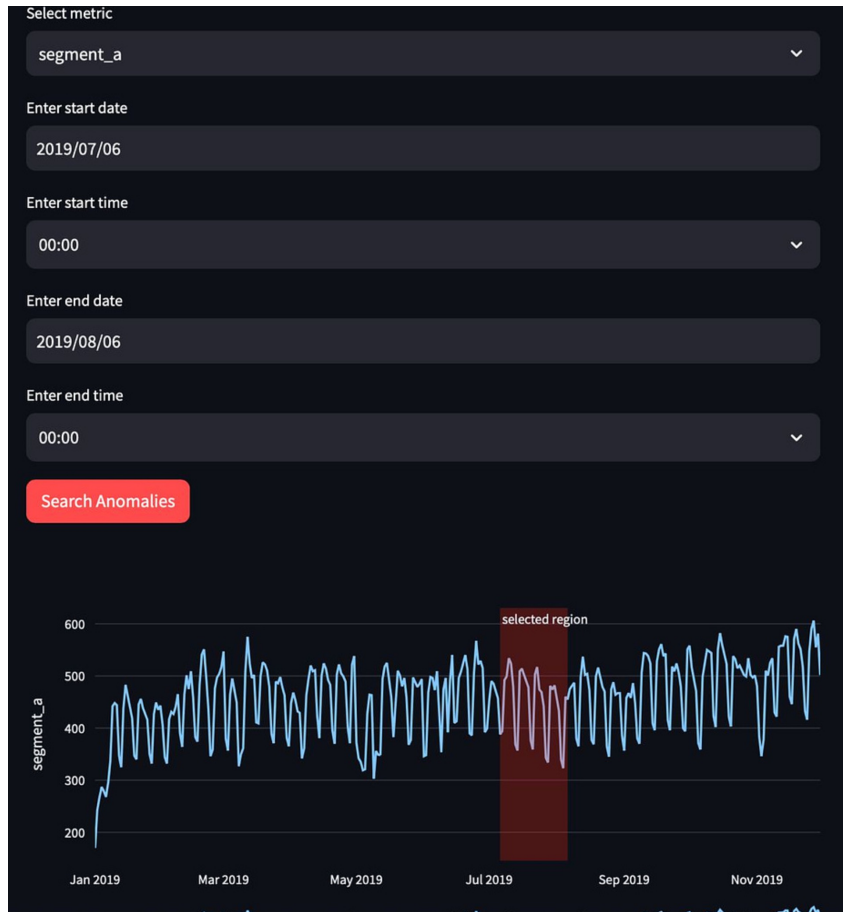 Select metric
segment_a
Enter start date
2019/07/06
Enter start time
00:00
Enter end date
2019/08/06
Enter end time
00:00
Search Anomalies
selected region
600
500
400
300
200
segment_a
Jan 2019 Mar 2019 May 2019 Jul 2019 Sep 2019 Nov 2019